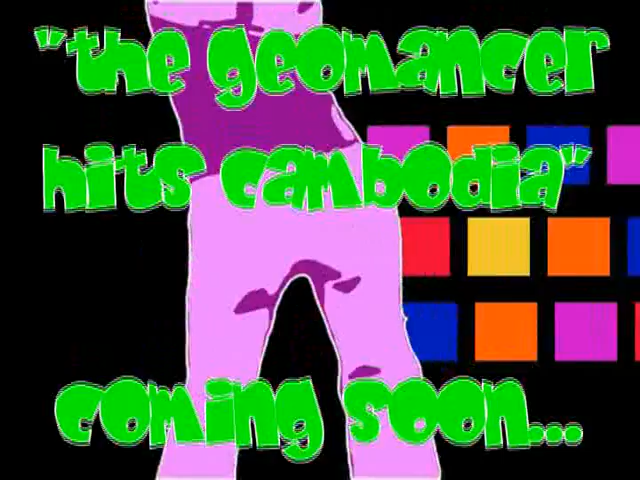 "the geomancer
hits cambodia"
coming soon...